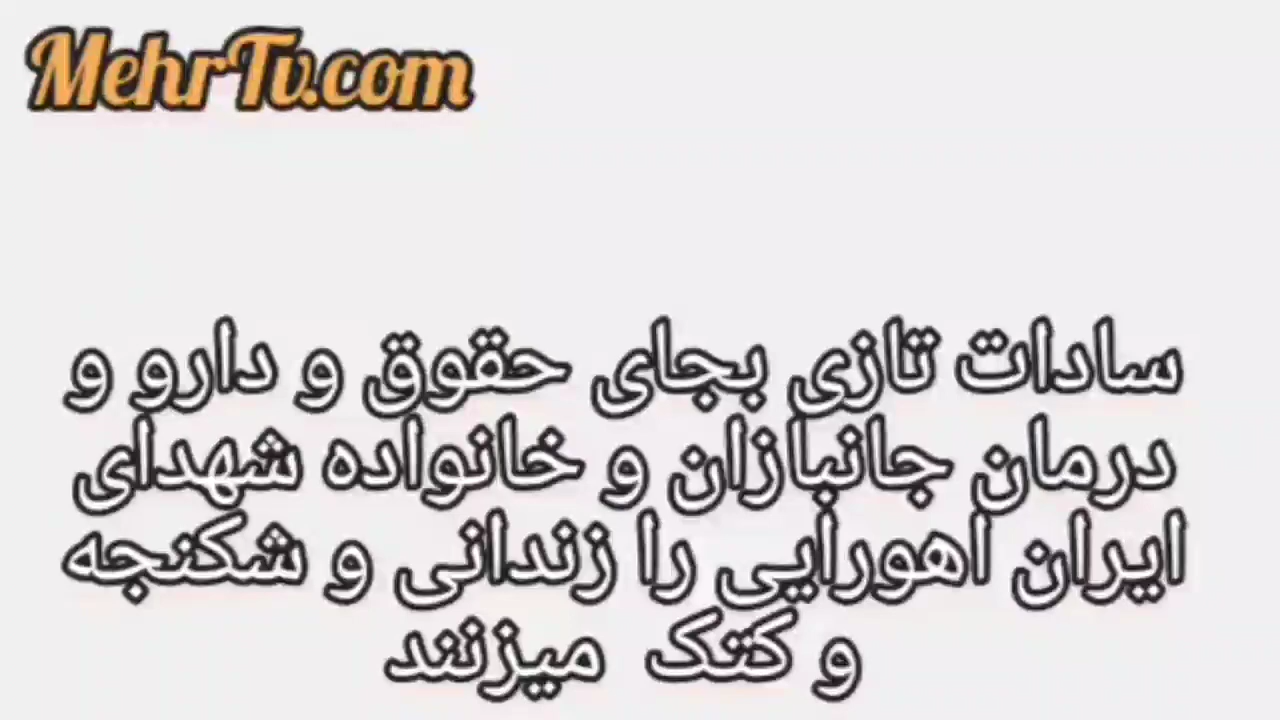 MehrTv.com
سادات تازی بجای حقوق و دارو و
درمان جانبازان و خانواده شهدای
ایران اهورایی را زندانی و شکنجه
و کتک میزنند